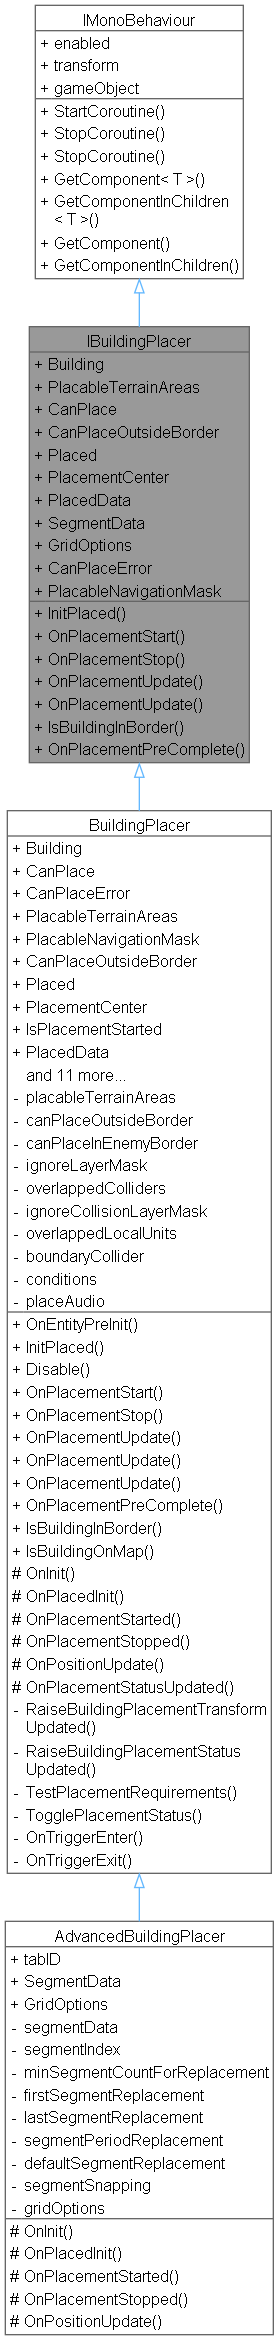 IMonoBehaviour
+ enabled
+ transform
+ gameObject
+ StartCoroutine()
+ StopCoroutine()
+ StopCoroutine()
+ GetComponent< T >()
+ GetComponentInChildren
< T >()
+ GetComponent()
+ GetComponentInChildren()
IBuildingPlacer
+ Building
+ PlacableTerrainAreas
+ CanPlace
+ CanPlaceOutsideBorder
+ Placed
+ PlacementCenter
+ PlacedData
+ SegmentData
+ GridOptions
+ CanPlaceError
+ PlacableNavigationMask
+ InitPlaced()
+ OnPlacementStart()
+ OnPlacementStop()
+ OnPlacementUpdate()
+ OnPlacementUpdate()
+ IsBuildingInBorder()
+ OnPlacementPreComplete()
BuildingPlacer
+ Building
+ CanPlace
+ CanPlaceError
+ PlacableTerrainAreas
+ PlacableNavigationMask
+ CanPlaceOutsideBorder
+ Placed
+ PlacementCenter
+ IsPlacementStarted
+ PlacedData
and 11 more...
- placableTerrainAreas
- canPlaceOutsideBorder
- canPlaceInEnemyBorder
- ignoreLayerMask
- overlappedColliders
- ignoreCollisionLayerMask
- overlappedLocalUnits
- boundaryCollider
- conditions
- placeAudio
+ OnEntityPreInit()
+ InitPlaced()
+ Disable()
+ OnPlacementStart()
+ OnPlacementStop()
+ OnPlacementUpdate()
+ OnPlacementUpdate()
+ OnPlacementUpdate()
+ OnPlacementPreComplete()
+ IsBuildingInBorder()
+ IsBuildingOnMap()
# OnInit()
# OnPlacedInit()
# OnPlacementStarted()
# OnPlacementStopped()
# OnPositionUpdate()
# OnPlacementStatusUpdated()
- RaiseBuildingPlacementTransform
Updated()
- RaiseBuildingPlacementStatus
Updated()
- TestPlacementRequirements()
- TogglePlacementStatus()
- OnTriggerEnter()
- OnTriggerExit()
AdvancedBuildingPlacer
+ tabID
+ SegmentData
+ GridOptions
- segmentData
- segmentIndex
- minSegmentCountForReplacement
- firstSegmentReplacement
- lastSegmentReplacement
- segmentPeriodReplacement
- defaultSegmentReplacement
- segmentSnapping
- gridOptions
# OnInit()
# OnPlacedInit()
# OnPlacementStarted()
# OnPlacementStopped()
# OnPositionUpdate()